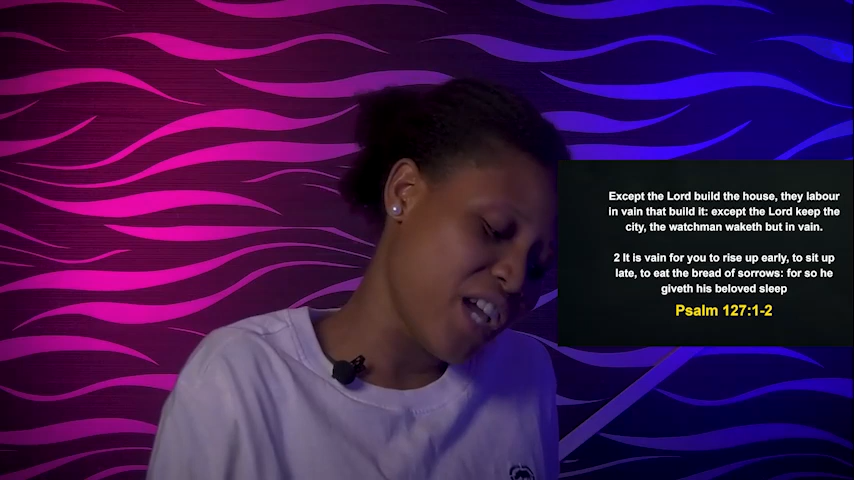 Except the Lord build the house, they labour
in vain that build it: except the Lord keep the
city, the watchman waketh but in vain.
2 It is vain for you to rise up early, to sit up
late, to eat the bread of sorrows: for so he
giveth his beloved sleep
Psalm 127:1-2